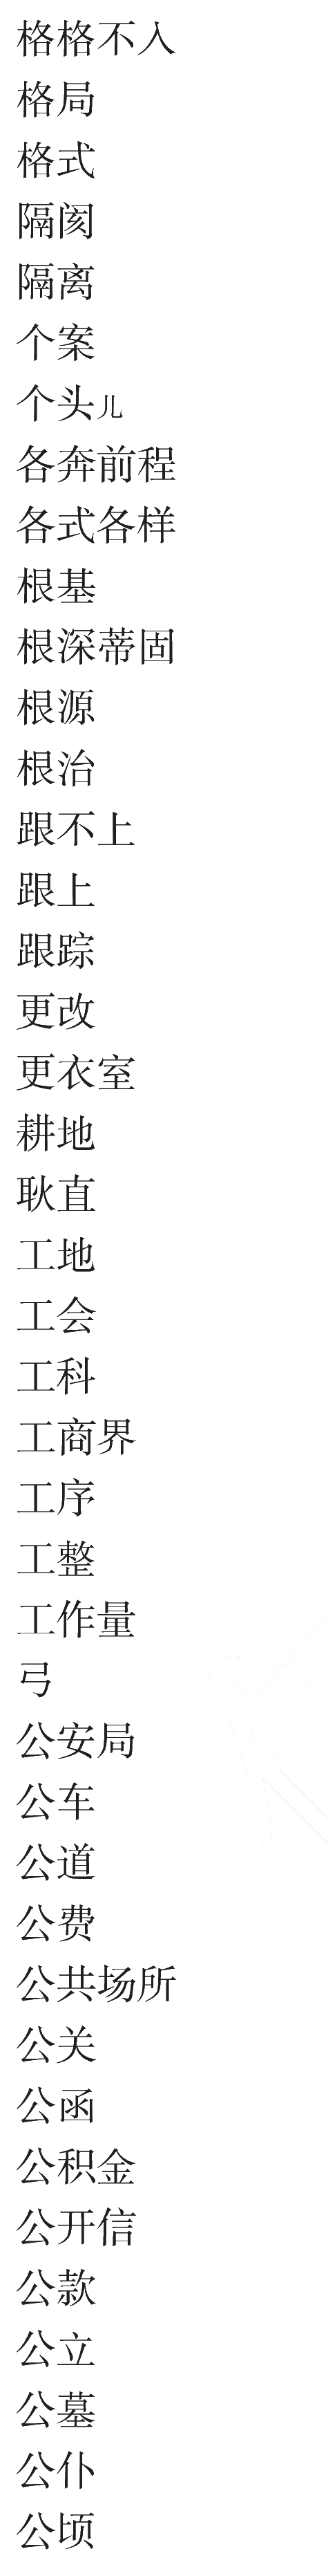 格格不入
格局
格式
隔阂
隔离
个案
个头儿
各奔前程
各式各样
根基
根深蒂固
根源
根治
跟不上
跟上
跟踪
更改
更衣室
耕地
耿直
工地
工会
工科
工商界
工序
工整
工作量
弓
公安局
公车
公道
公费
公共场所
公关
公函
公积金
公开信
公款
公立
公墓
公仆
公顷